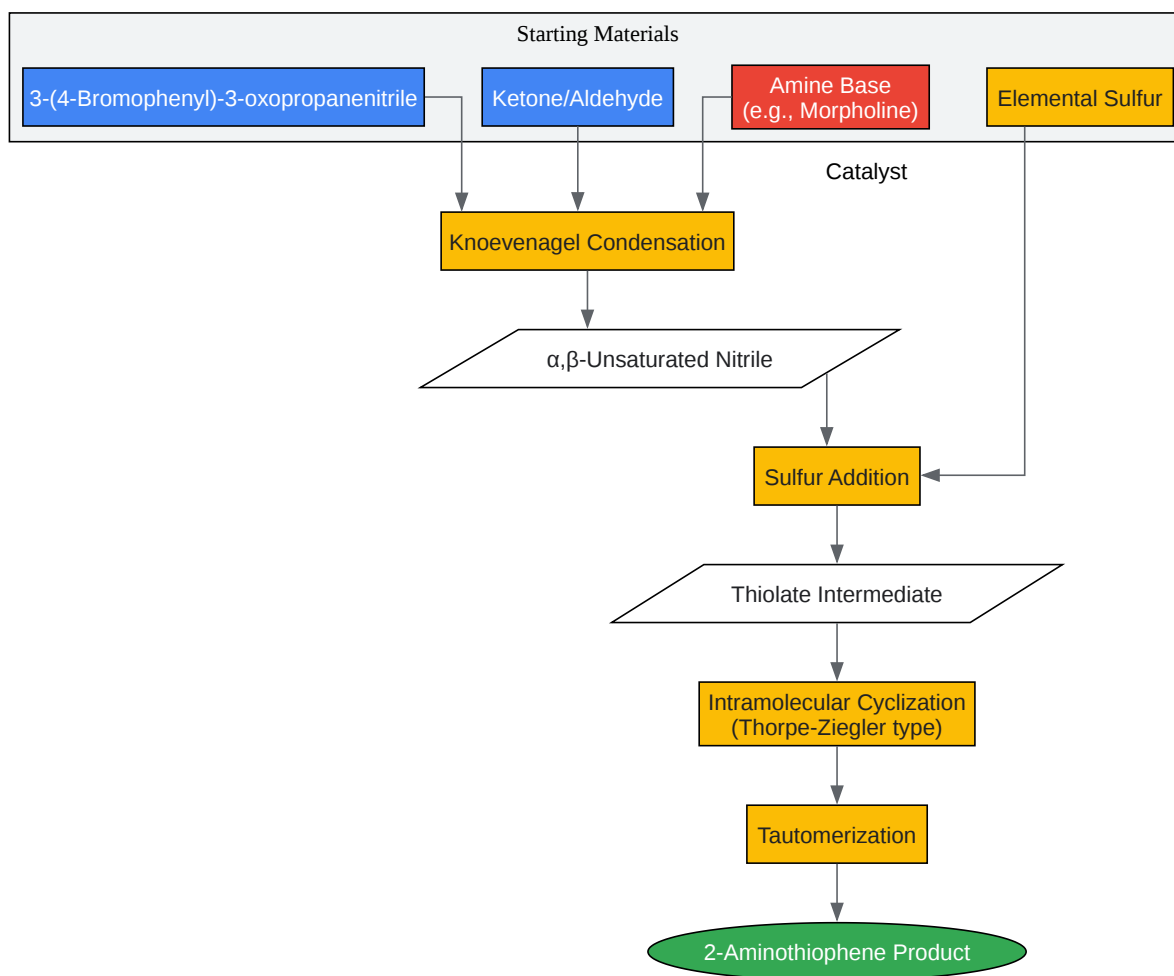 Starting Materials
3-(4-Bromophenyl)-3-oxopropanenitrile
Ketone/Aldehyde
Amine Base
(e.g., Morpholine)
Elemental Sulfur
Catalyst
Knoevenagel Condensation
α,β-Unsaturated Nitrile
Sulfur Addition
Thiolate Intermediate
Intramolecular Cyclization
(Thorpe-Ziegler type)
Tautomerization
2-Aminothiophene Product